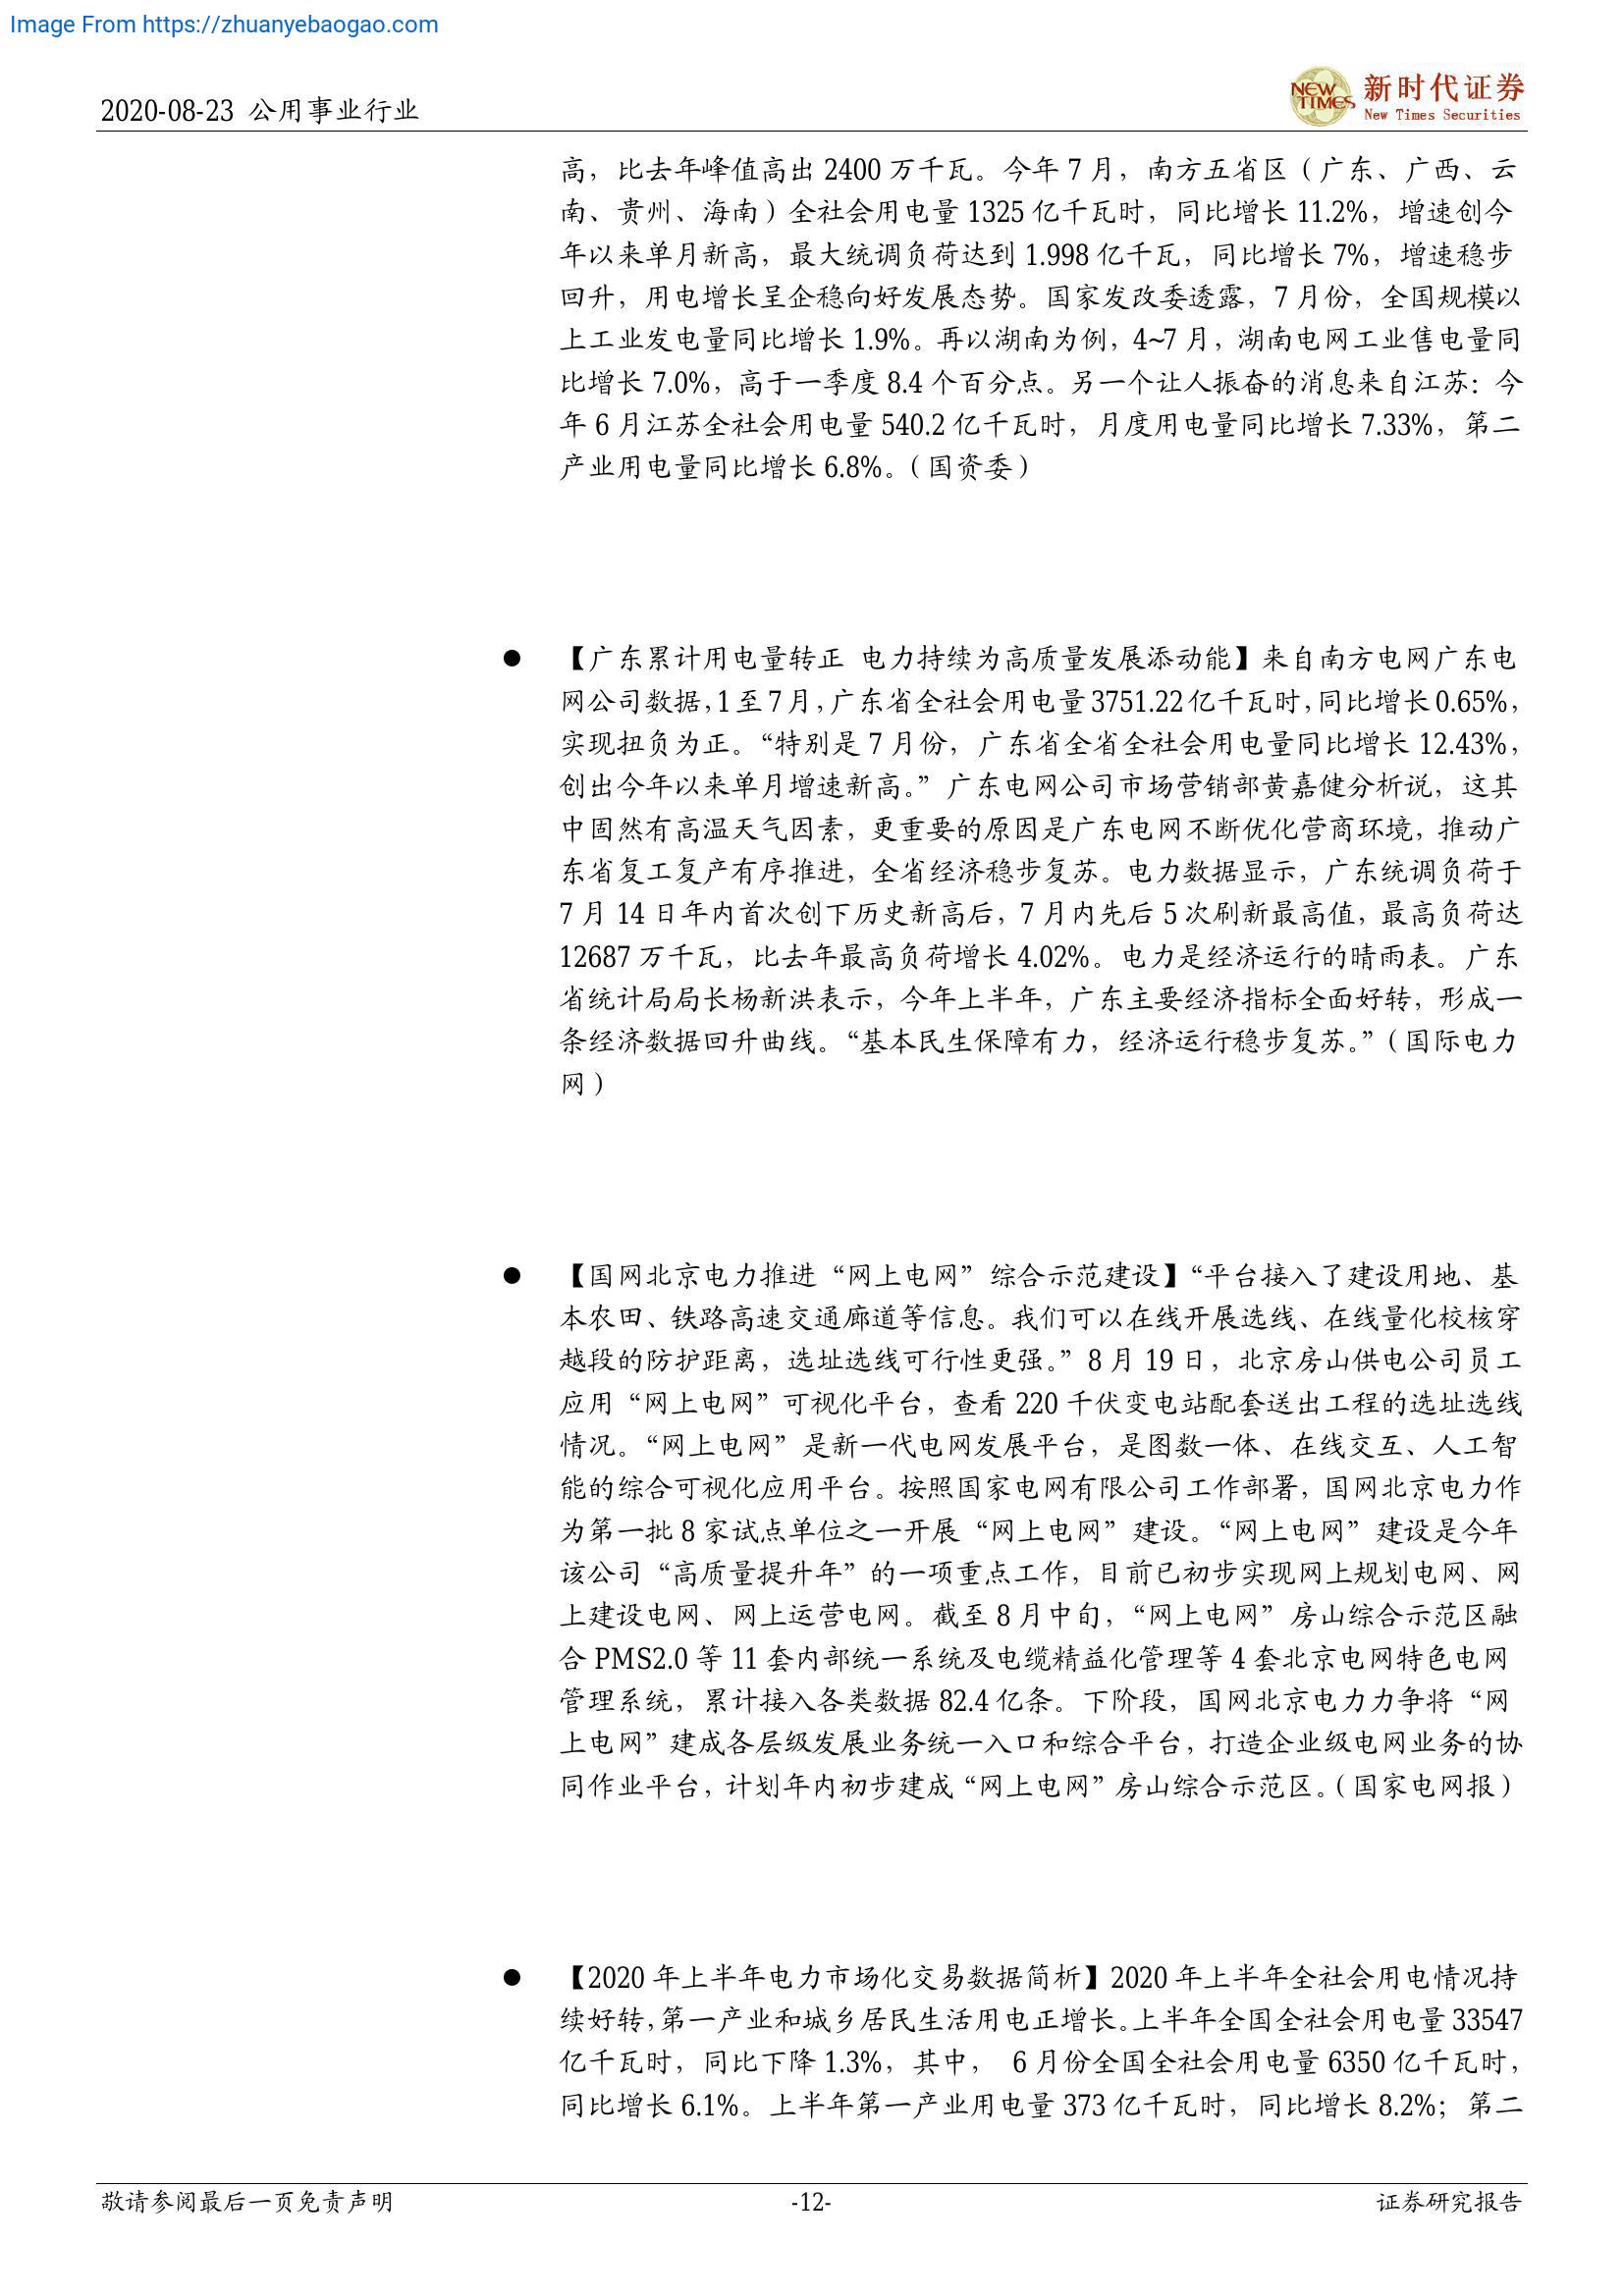 Image From https://zhuanyebaogao.com
2020-08-23 公用事业行业
NEW TIMES
新时代证券
New Times Securities
高，比去年峰值高出 2400 万千瓦。今年 7 月，南方五省区（广东、广西、云
南、贵州、海南）全社会用电量 1325 亿千瓦时，同比增长 11.2%，增速创今
年以来单月新高，最大统调负荷达到 1.998 亿千瓦，同比增长 7%，增速稳步
回升，用电增长呈企稳向好发展态势。国家发改委透露，7 月份，全国规模以
上工业发电量同比增长 1.9%。再以湖南为例，4~7 月，湖南电网工业售电量同
比增长 7.0%，高于一季度 8.4 个百分点。另一个让人振奋的消息来自江苏：今
年 6 月江苏全社会用电量 540.2 亿千瓦时，月度用电量同比增长 7.33%，第二
产业用电量同比增长 6.8%。（国资委）
● 【广东累计用电量转正 电力持续为高质量发展添动能】来自南方电网广东电
网公司数据，1 至 7 月，广东省全社会用电量 3751.22 亿千瓦时，同比增长 0.65%，
实现扭负为正。“特别是 7 月份，广东省全省全社会用电量同比增长 12.43%，
创出今年以来单月增速新高。”广东电网公司市场营销部黄嘉健分析说，这其
中固然有高温天气因素，更重要的原因是广东电网不断优化营商环境，推动广
东省复工复产有序推进，全省经济稳步复苏。电力数据显示，广东统调负荷于
7 月 14 日年内首次创下历史新高后，7 月内先后 5 次刷新最高值，最高负荷达
12687 万千瓦，比去年最高负荷增长 4.02%。电力是经济运行的晴雨表。广东
省统计局局长杨新洪表示，今年上半年，广东主要经济指标全面好转，形成一
条经济数据回升曲线。“基本民生保障有力，经济运行稳步复苏。”（国际电力
网）
● 【国网北京电力推进“网上电网”综合示范建设】“平台接入了建设用地、基
本农田、铁路高速交通廊道等信息。我们可以在线开展选线、在线量化校核穿
越段的防护距离，选址选线可行性更强。”8 月 19 日，北京房山供电公司员工
应用“网上电网”可视化平台，查看 220 千伏变电站配套送出工程的选址选线
情况。“网上电网”是新一代电网发展平台，是图数一体、在线交互、人工智
能的综合可视化应用平台。按照国家电网有限公司工作部署，国网北京电力作
为第一批 8 家试点单位之一开展“网上电网”建设。“网上电网”建设是今年
该公司“高质量提升年”的一项重点工作，目前已初步实现网上规划电网、网
上建设电网、网上运营电网。截至 8 月中旬，“网上电网”房山综合示范区融
合 PMS2.0 等 11 套内部统一系统及电缆精益化管理等 4 套北京电网特色电网
管理系统，累计接入各类数据 82.4 亿条。下阶段，国网北京电力力争将“网
上电网”建成各层级发展业务统一入口和综合平台，打造企业级电网业务的协
同作业平台，计划年内初步建成“网上电网”房山综合示范区。（国家电网报）
● 【2020 年上半年电力市场化交易数据简析】2020 年上半年全社会用电情况持
续好转，第一产业和城乡居民生活用电正增长。上半年全国全社会用电量 33547
亿千瓦时，同比下降 1.3%，其中， 6 月份全国全社会用电量 6350 亿千瓦时，
同比增长 6.1%。上半年第一产业用电量 373 亿千瓦时，同比增长 8.2%；第二
敬请参阅最后一页免责声明
-12-
证券研究报告